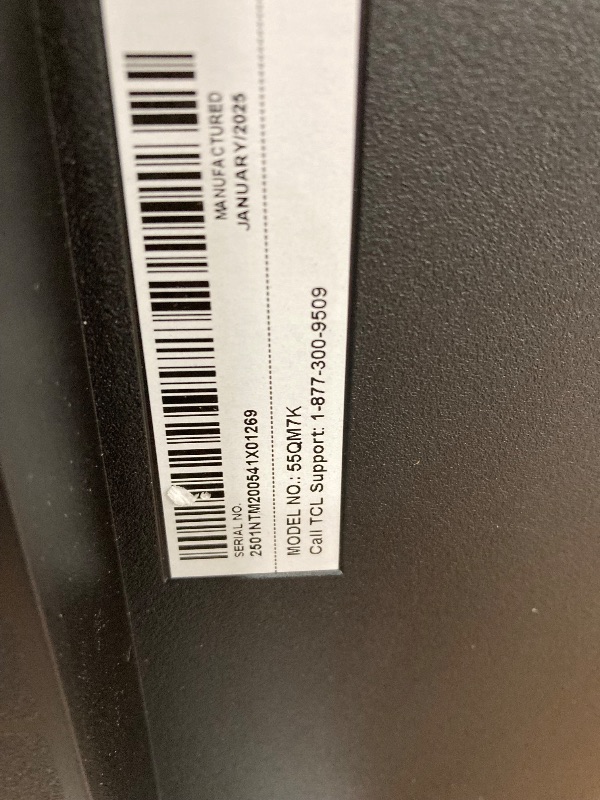 MANUFACTURED
JANUARY/2025
SERIAL NO:
2501NTM200541X01269
MODEL NO.: 55QM7K
Call TCL Support: 1-877-300-9509